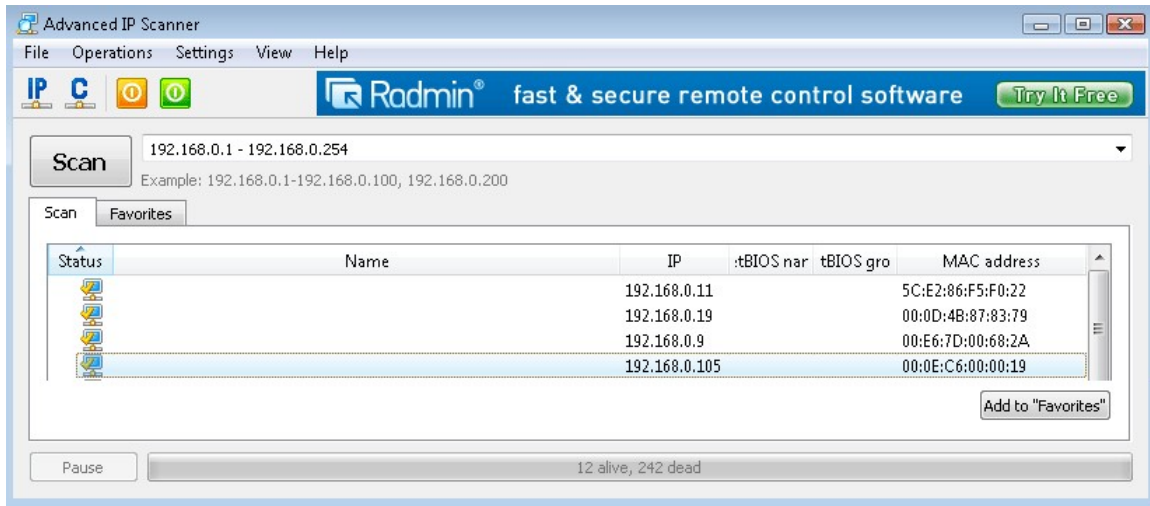 Advanced IP Scanner
File Operations Settings View Help
IP C Radmin® fast & secure remote control software Try It Free
Scan 192.168.0.1 - 192.168.0.254
Example: 192.168.0.1-192.168.0.100, 192.168.0.200
Scan Favorites
Status Name IP :tBIOS nar tBIOS gro MAC address
192.168.0.11 5C:E2:86:F5:F0:22
192.168.0.19 00:0D:4B:87:83:79
192.168.0.9 00:E6:7D:00:68:2A
192.168.0.105 00:0E:C6:00:00:19
Add to "Favorites"
Pause 12 alive, 242 dead